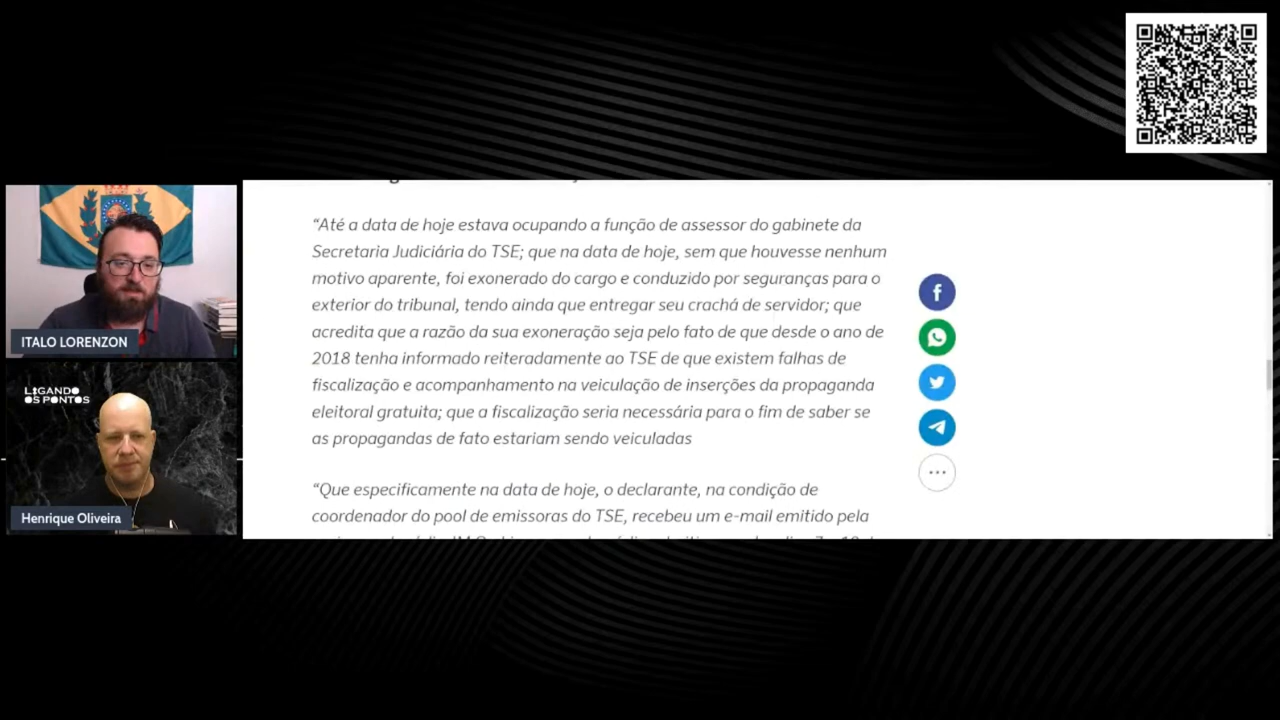 ITALO LORENZON
LIGANDO
OS PONTOS
Henrique Oliveira
“Até a data de hoje estava ocupando a função de assessor do gabinete da
Secretaria Judiciária do TSE; que na data de hoje, sem que houvesse nenhum
motivo aparente, foi exonerado do cargo e conduzido por seguranças para o
exterior do tribunal, tendo ainda que entregar seu crachá de servidor; que
acredita que a razão da sua exoneração seja pelo fato de que desde o ano de
2018 tenha informado reiteradamente ao TSE de que existem falhas de
fiscalização e acompanhamento na veiculação de inserções da propaganda
eleitoral gratuita; que a fiscalização seria necessária para o fim de saber se
as propagandas de fato estariam sendo veiculadas
“Que especificamente na data de hoje, o declarante, na condição de
coordenador do pool de emissoras do TSE, recebeu um e-mail emitido pela